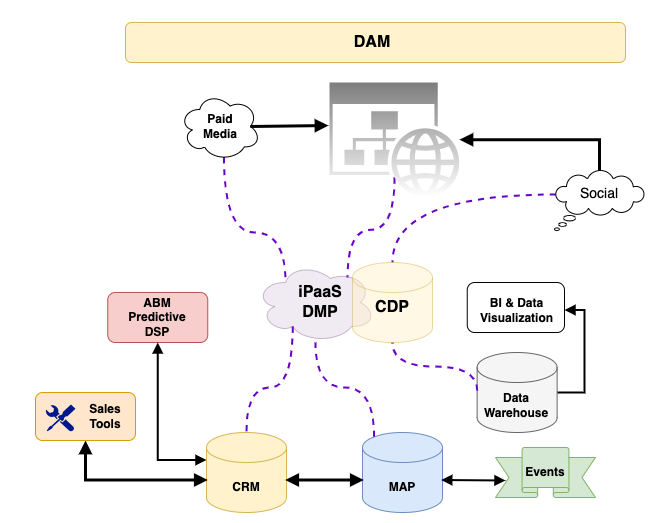 DAM
Paid
Media
Social
iPaaS
DMP
CDP
ABM
Predictive
DSP
BI & Data
Visualization
Sales
Tools
Data
Warehouse
CRM
MAP
Events